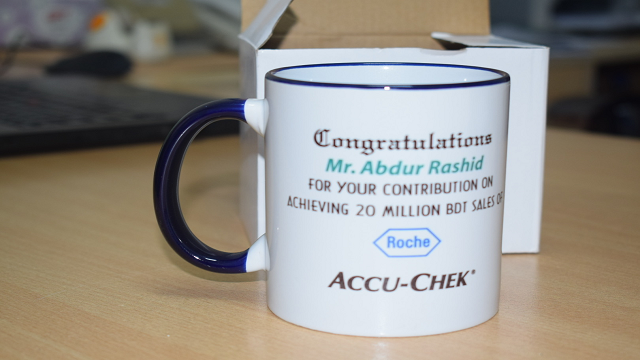 Congratulations
Mr. Abdur Rashid
FOR YOUR CONTRIBUTION ON
ACHIEVING 20 MILLION BDT SALES OF
Roche
ACCU-CHEK®